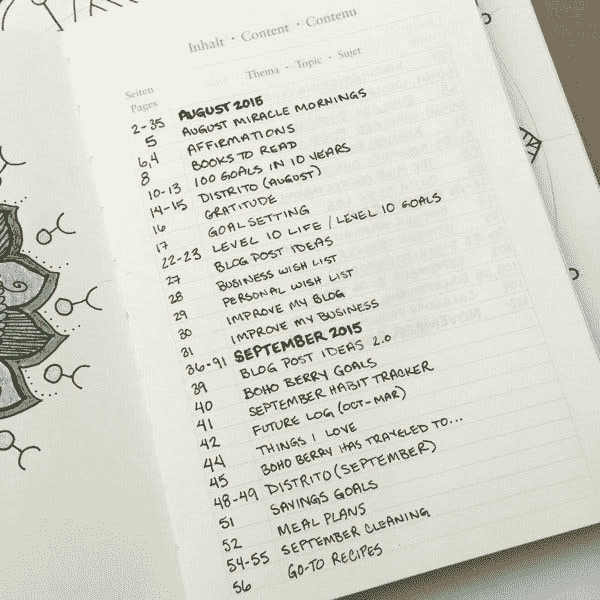 Inhalt · Content · Contenu
Seiten Thema · Topic · Sujet
Pages
2-35 AUGUST 2015
5 AUGUST MIRACLE MORNINGS
6,4 AFFIRMATIONS
8 BOOKS TO READ
10-13 100 GOALS IN 10 YEARS
14-15 DISTRITO (AUGUST)
16 GRATITUDE
17 GOAL SETTING
22-23 LEVEL 10 LIFE / LEVEL 10 GOALS
27 BLOG POST IDEAS
28 BUSINESS WISH LIST
29 PERSONAL WISH LIST
30 IMPROVE MY BLOG
31 IMPROVE MY BUSINESS
36-91 SEPTEMBER 2015
39 BLOG POST IDEAS 2.0
40 BOHO BERRY GOALS
41 SEPTEMBER HABIT TRACKER
42 FUTURE LOG (OCT-MAR)
44 THINGS I LOVE
45 BOHO BERRY HAS TRAVELED TO...
48-49 DISTRITO (SEPTEMBER)
51 SAVINGS GOALS
52 MEAL PLANS
54-55 SEPTEMBER CLEANING
56 GO-TO RECIPES